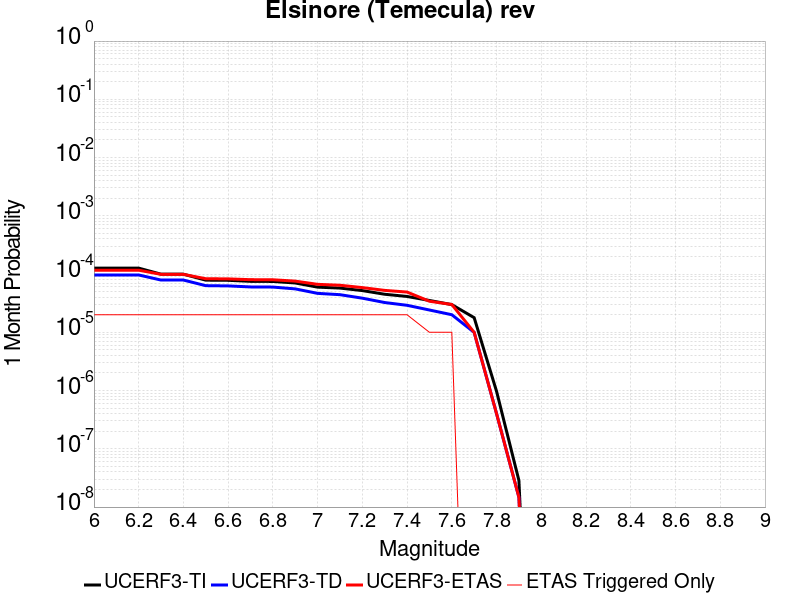 Elsinore (Temecula) rev
10^0
10^-1
10^-2
10^-3
10^-4
10^-5
10^-6
10^-7
10^-8
1 Month Probability
6 6.2 6.4 6.6 6.8 7 7.2 7.4 7.6 7.8 8 8.2 8.4 8.6 8.8 9
Magnitude
UCERF3-TI UCERF3-TD UCERF3-ETAS ETAS Triggered Only